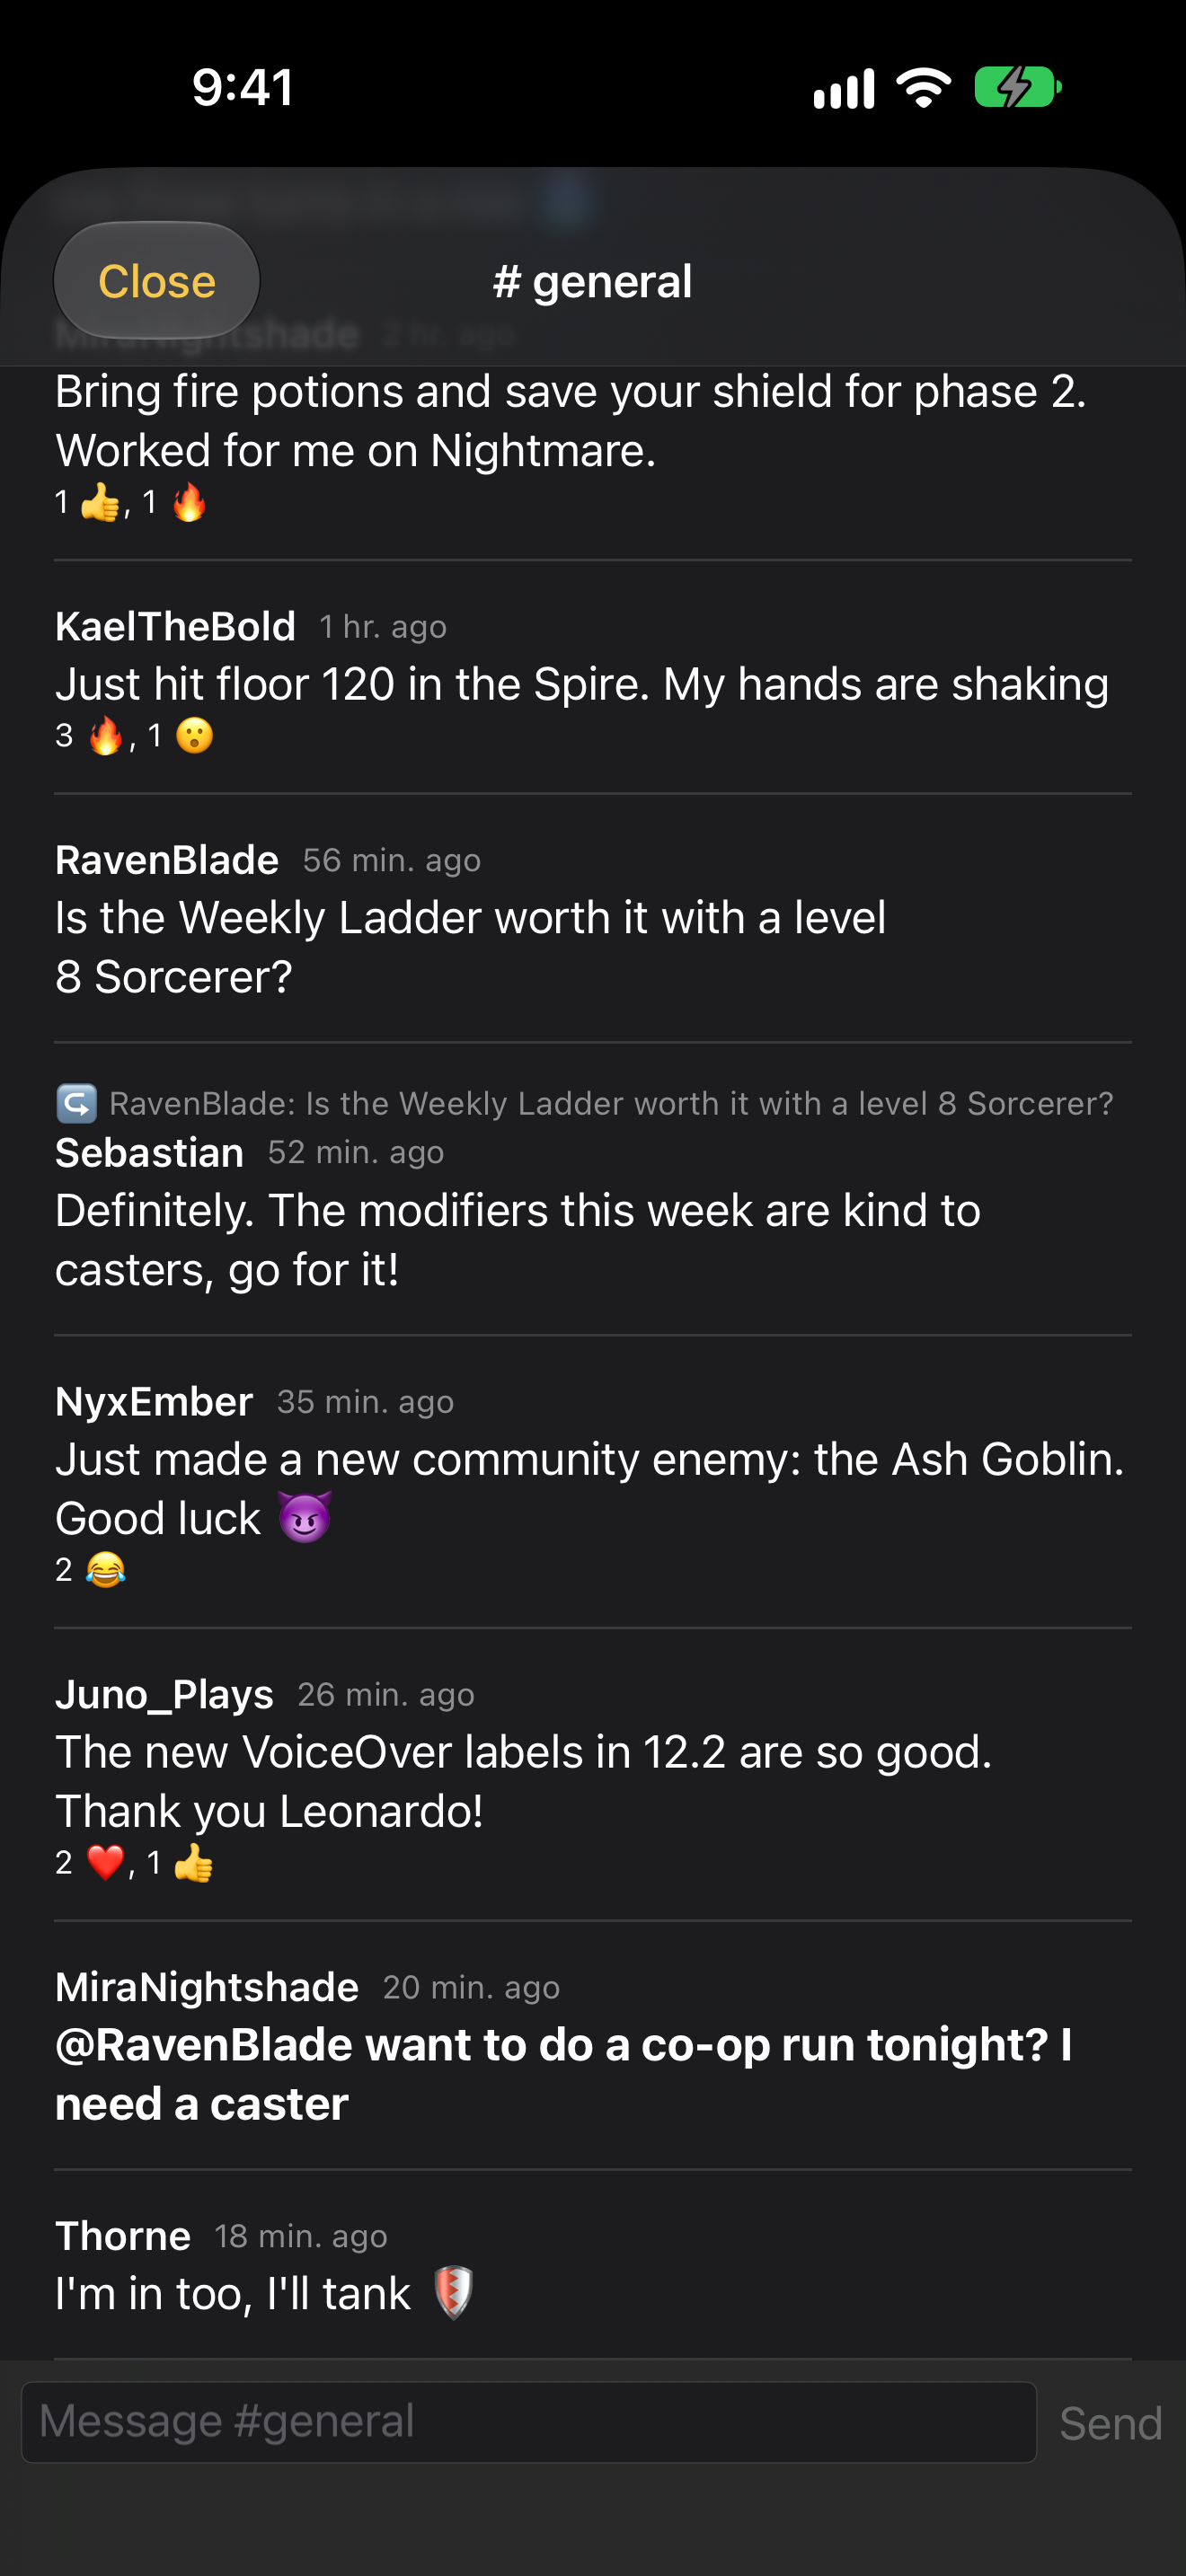 9:41
Close
# general
MiraNightshade 2 hr. ago
Bring fire potions and save your shield for phase 2.
Worked for me on Nightmare.
1 👍, 1 🔥
KaelTheBold 1 hr. ago
Just hit floor 120 in the Spire. My hands are shaking
3 🔥, 1 😮
RavenBlade 56 min. ago
Is the Weekly Ladder worth it with a level
8 Sorcerer?
↪️ RavenBlade: Is the Weekly Ladder worth it with a level 8 Sorcerer?
Sebastian 52 min. ago
Definitely. The modifiers this week are kind to
casters, go for it!
NyxEmber 35 min. ago
Just made a new community enemy: the Ash Goblin.
Good luck 😈
2 😂
Juno_Plays 26 min. ago
The new VoiceOver labels in 12.2 are so good.
Thank you Leonardo!
2 ❤️, 1 👍
MiraNightshade 20 min. ago
@RavenBlade want to do a co-op run tonight? I
need a caster
Thorne 18 min. ago
I'm in too, I'll tank 🛡️
Message #general
Send